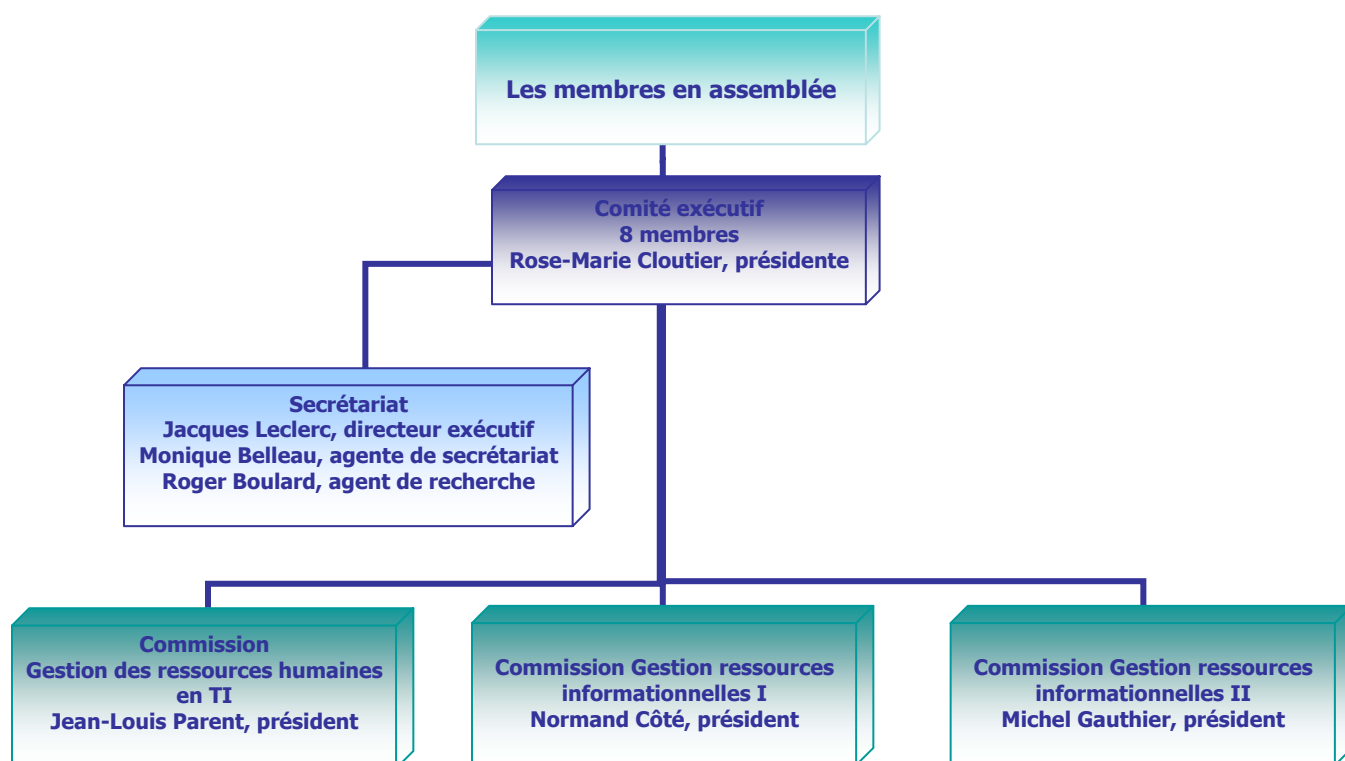 Les membres en assemblée
Comité exécutif
8 membres
Rose-Marie Cloutier, présidente
Secrétariat
Jacques Leclerc, directeur exécutif
Monique Belleau, agente de secrétariat
Roger Boulard, agent de recherche
Commission
Gestion des ressources humaines
en TI
Jean-Louis Parent, président
Commission Gestion ressources
informationnelles I
Normand Côté, président
Commission Gestion ressources
informationnelles II
Michel Gauthier, président